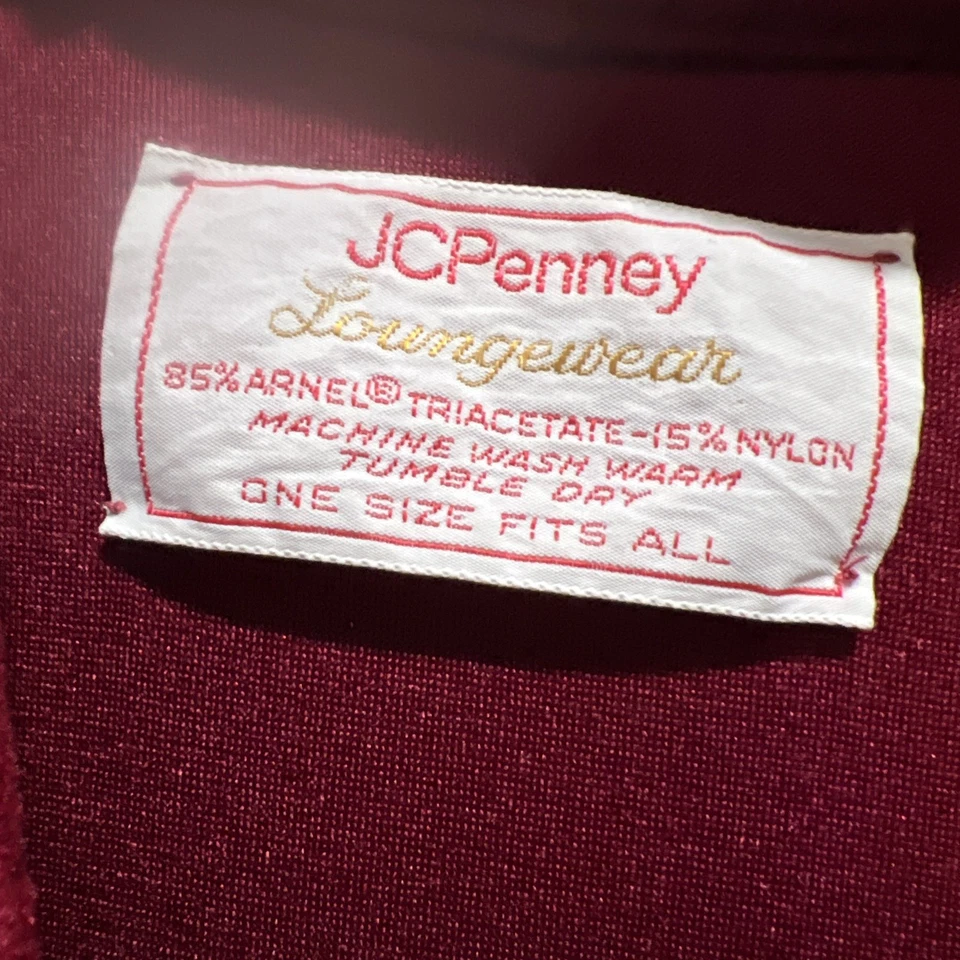 JCPenney
Loungewear
85% ARNEL® TRIACETATE-15% NYLON
MACHINE WASH WARM
TUMBLE DRY
ONE SIZE FITS ALL